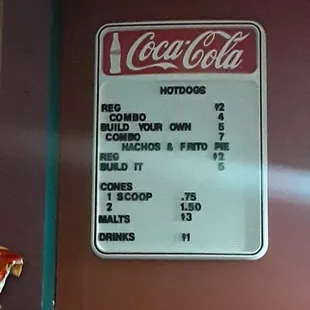 Coca-Cola
HOTDOGS
REG $2
COMBO 4
BUILD YOUR OWN 5
COMBO 7
NACHOS & FRITO PIE
REG $2
BUILD IT 5
CONES
1 SCOOP .75
2 1.50
MALTS $3
DRINKS $1